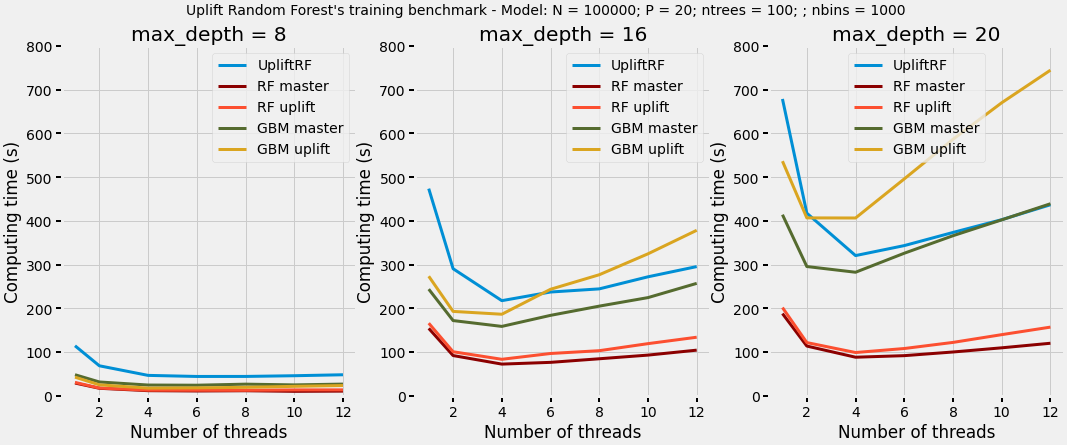 Uplift Random Forest's training benchmark - Model: N = 100000; P = 20; ntrees = 100; ; nbins = 1000
max_depth = 8
800
700
600
500
400
300
200
100
0
Computing time (s)
UpliftRF
RF master
RF uplift
GBM master
GBM uplift
2 4 6 8 10 12
Number of threads
max_depth = 16
800
700
600
500
400
300
200
100
0
Computing time (s)
UpliftRF
RF master
RF uplift
GBM master
GBM uplift
2 4 6 8 10 12
Number of threads
max_depth = 20
800
700
600
500
400
300
200
100
0
Computing time (s)
UpliftRF
RF master
RF uplift
GBM master
GBM uplift
2 4 6 8 10 12
Number of threads